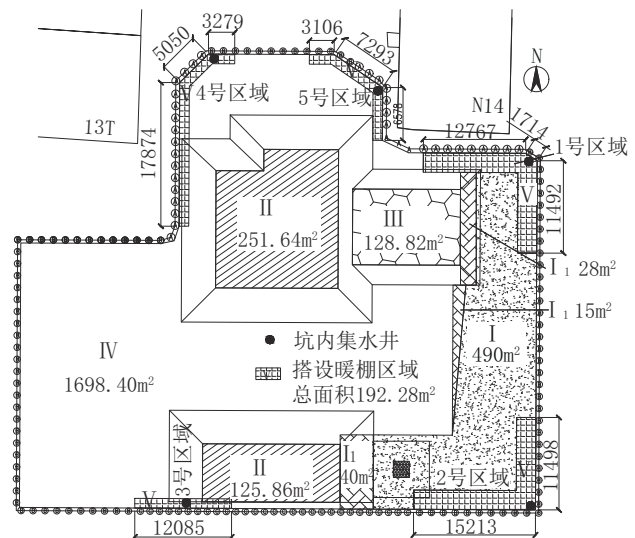 3279
3106
5050
7293
N
V
4号区域
5号区域
6578
N14
13T
12767
1714
1号区域
17874
V
11492
II
251.64m²
III
128.82m²
I₁ 28m²
I₁ 15m²
坑内集水井
I
490m²
IV
1698.40m²
搭设暖棚区域
总面积192.28m²
3号区域
I₁
40m²
2号区域
V
11498
II
125.86m²
V
12085
15213